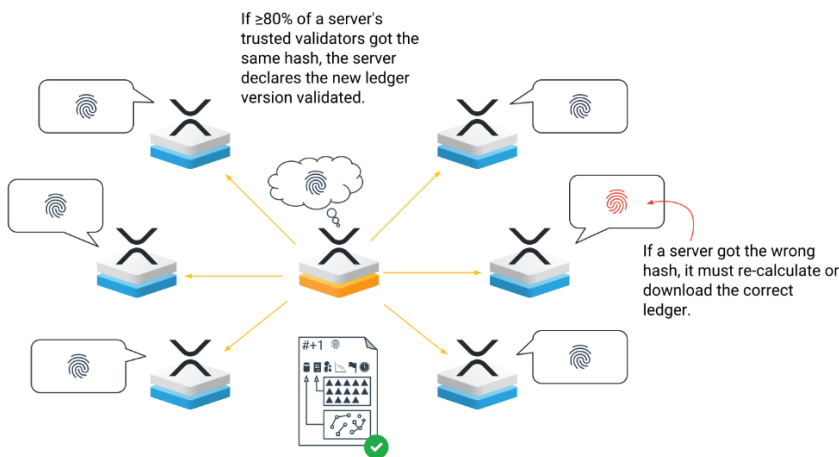 If ≥80% of a server's
trusted validators got the
same hash, the server
declares the new ledger
version validated.
If a server got the wrong
hash, it must re-calculate or
download the correct
ledger.
#+1